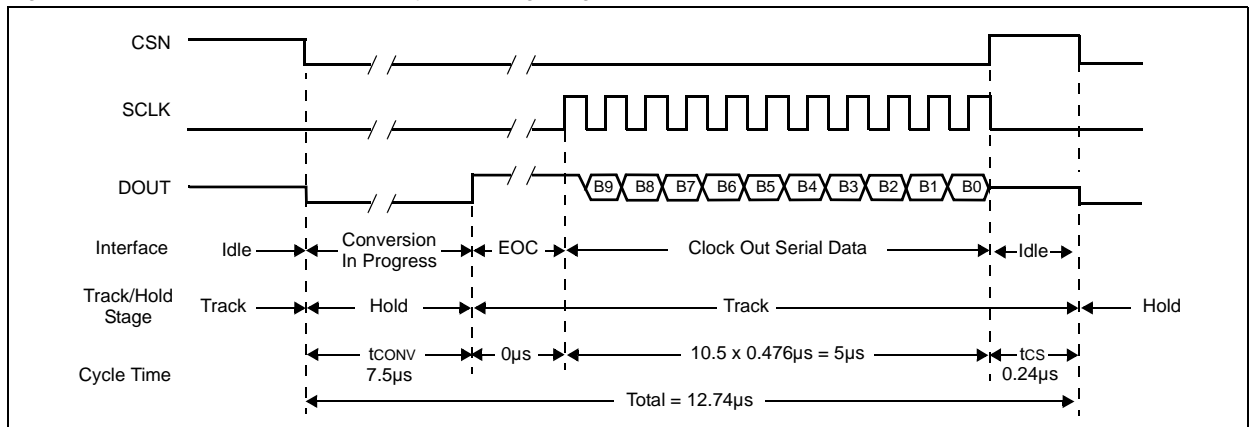 CSN
SCLK
DOUT
B9 B8 B7 B6 B5 B4 B3 B2 B1 B0
Interface
Idle
Conversion
In Progress
EOC
Clock Out Serial Data
Idle
Track/Hold
Stage
Track
Hold
Track
Hold
Cycle Time
tCONV
7.5µs
0µs
10.5 x 0.476µs = 5µs
tCS
0.24µs
Total = 12.74µs